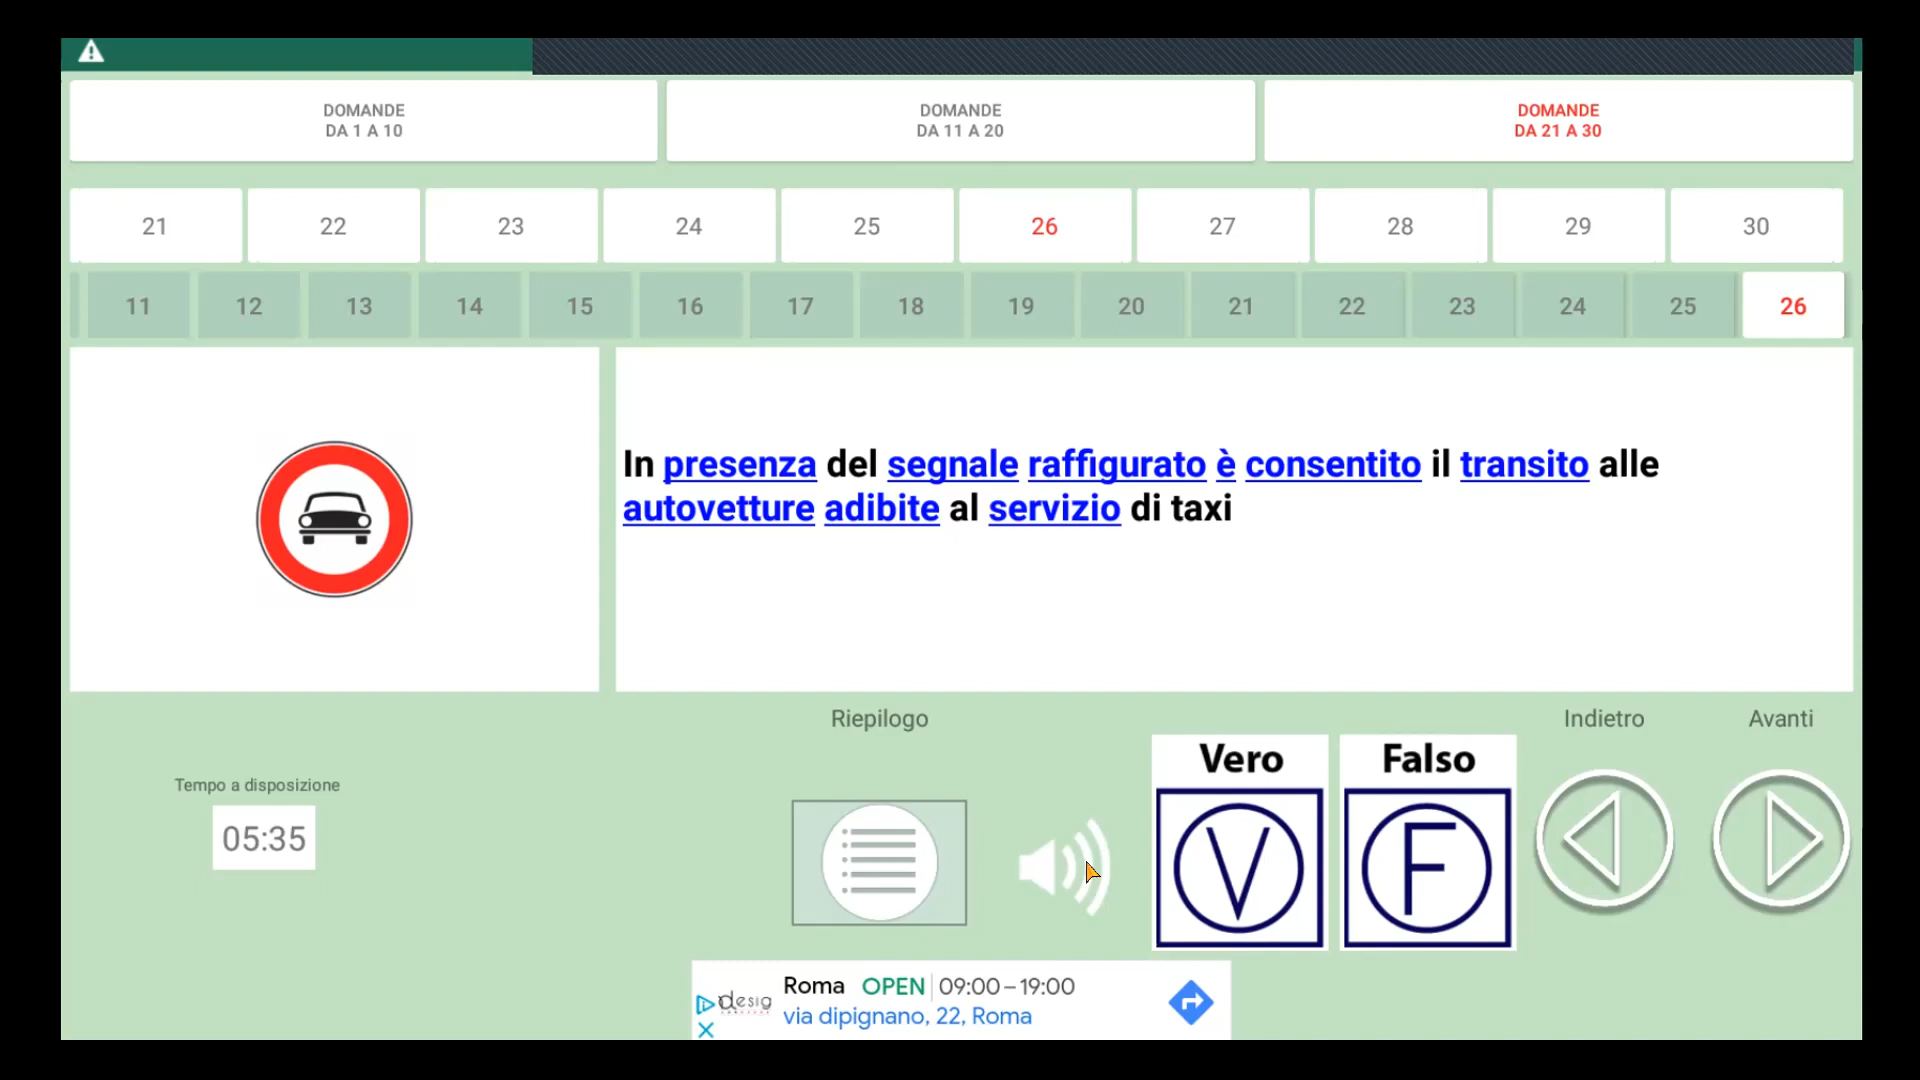 DOMANDE
DA 1 A 10
DOMANDE
DA 11 A 20
DOMANDE
DA 21 A 30
21 22 23 24 25 26 27 28 29 30
11 12 13 14 15 16 17 18 19 20 21 22 23 24 25 26
In presenza del segnale raffigurato è consentito il transito alle
autovetture adibite al servizio di taxi
Riepilogo
Indietro
Avanti
Vero
Falso
V
F
Tempo a disposizione
05:35
desig
Roma OPEN 09:00–19:00
via dipignano, 22, Roma